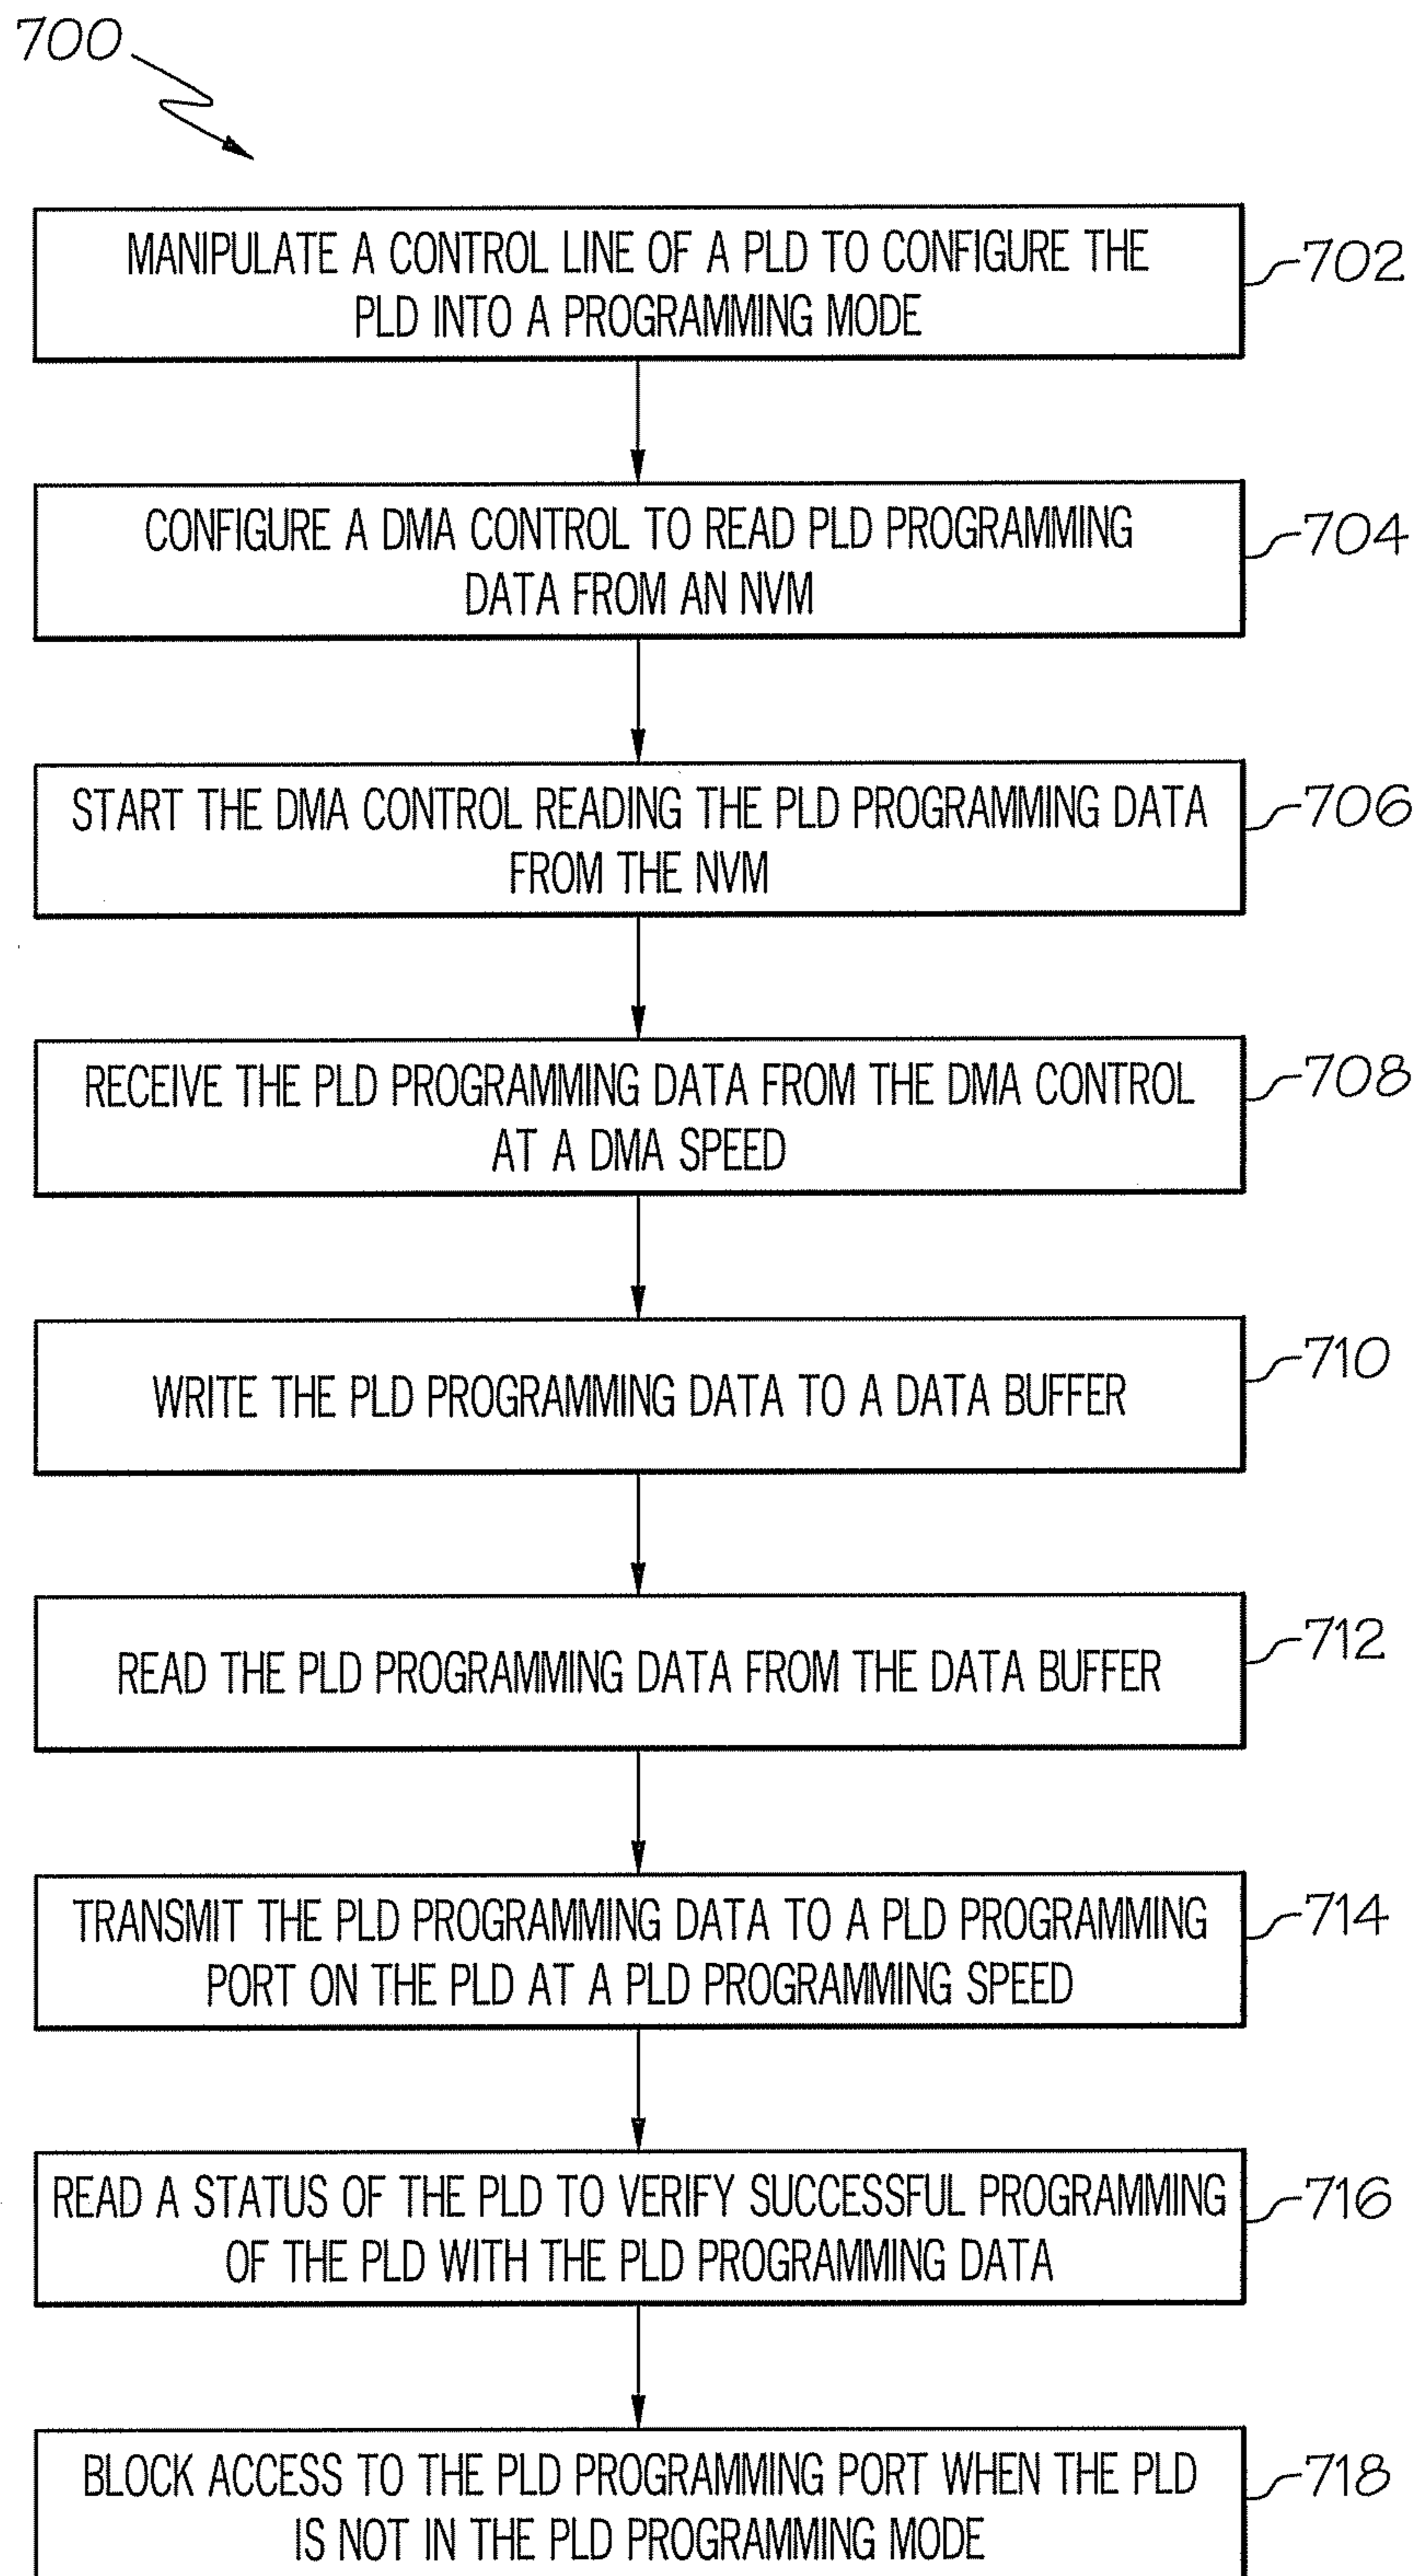 700
MANIPULATE A CONTROL LINE OF A PLD TO CONFIGURE THE
PLD INTO A PROGRAMMING MODE
702
CONFIGURE A DMA CONTROL TO READ PLD PROGRAMMING
DATA FROM AN NVM
704
START THE DMA CONTROL READING THE PLD PROGRAMMING DATA
FROM THE NVM
706
RECEIVE THE PLD PROGRAMMING DATA FROM THE DMA CONTROL
AT A DMA SPEED
708
WRITE THE PLD PROGRAMMING DATA TO A DATA BUFFER
710
READ THE PLD PROGRAMMING DATA FROM THE DATA BUFFER
712
TRANSMIT THE PLD PROGRAMMING DATA TO A PLD PROGRAMMING
PORT ON THE PLD AT A PLD PROGRAMMING SPEED
714
READ A STATUS OF THE PLD TO VERIFY SUCCESSFUL PROGRAMMING
OF THE PLD WITH THE PLD PROGRAMMING DATA
716
BLOCK ACCESS TO THE PLD PROGRAMMING PORT WHEN THE PLD
IS NOT IN THE PLD PROGRAMMING MODE
718